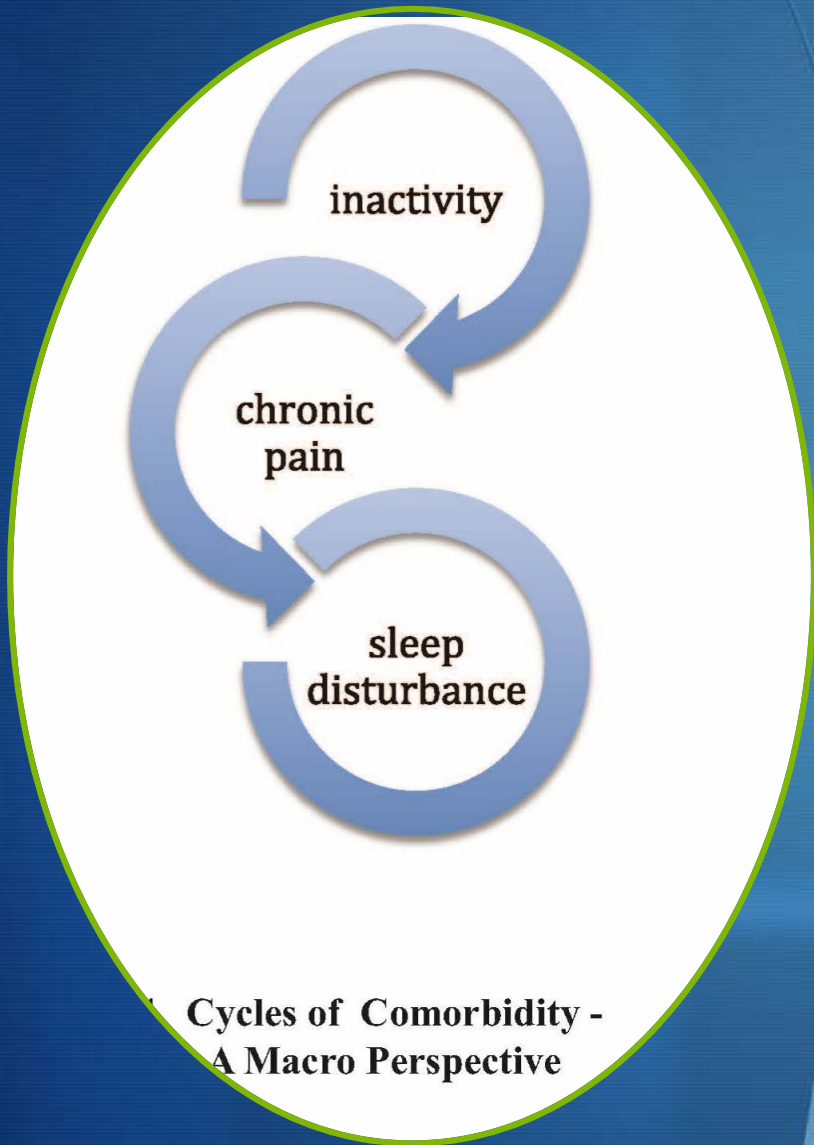 inactivity
chronic
pain
sleep
disturbance
Cycles of Comorbidity -
A Macro Perspective